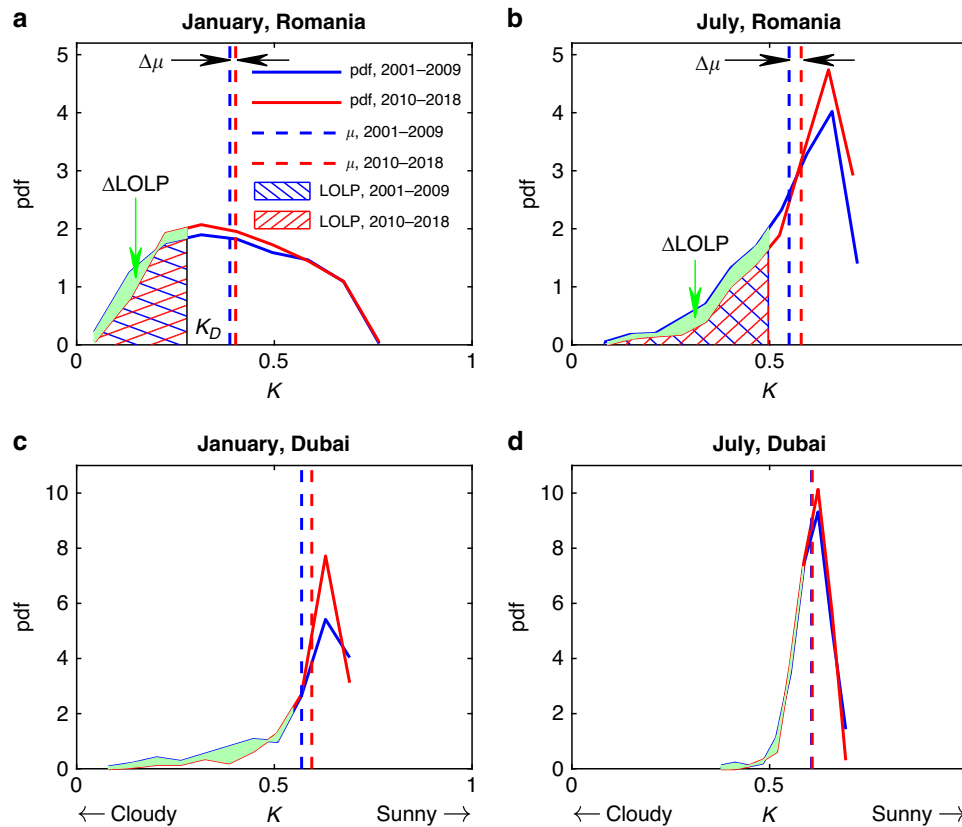 a January, Romania
5
4
3
2
1
0
pdf
Δμ
pdf, 2001–2009
pdf, 2010–2018
μ, 2001–2009
μ, 2010–2018
LOLP, 2001–2009
LOLP, 2010–2018
ΔLOLP
K_D
0 0.5 1
K
b July, Romania
5
4
3
2
1
0
pdf
Δμ
ΔLOLP
0 0.5
K
c January, Dubai
10
8
6
4
2
0
pdf
0 0.5 1
← Cloudy K Sunny →
d July, Dubai
10
8
6
4
2
0
pdf
0 0.5
← Cloudy K Sunny →